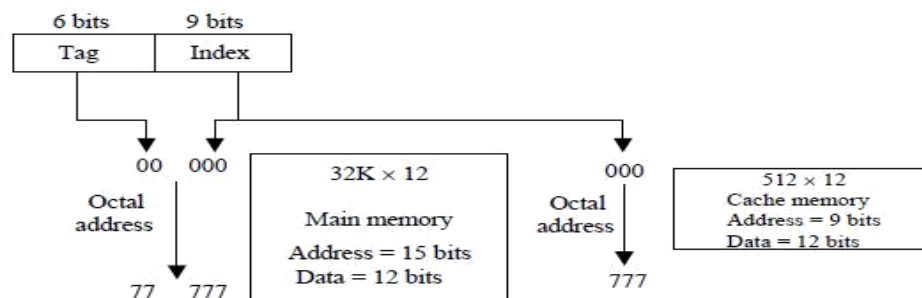 6 bits 9 bits
Tag Index
00 000
Octal
address
77 777
32K × 12
Main memory
Address = 15 bits
Data = 12 bits
000
Octal
address
777
512 × 12
Cache memory
Address = 9 bits
Data = 12 bits